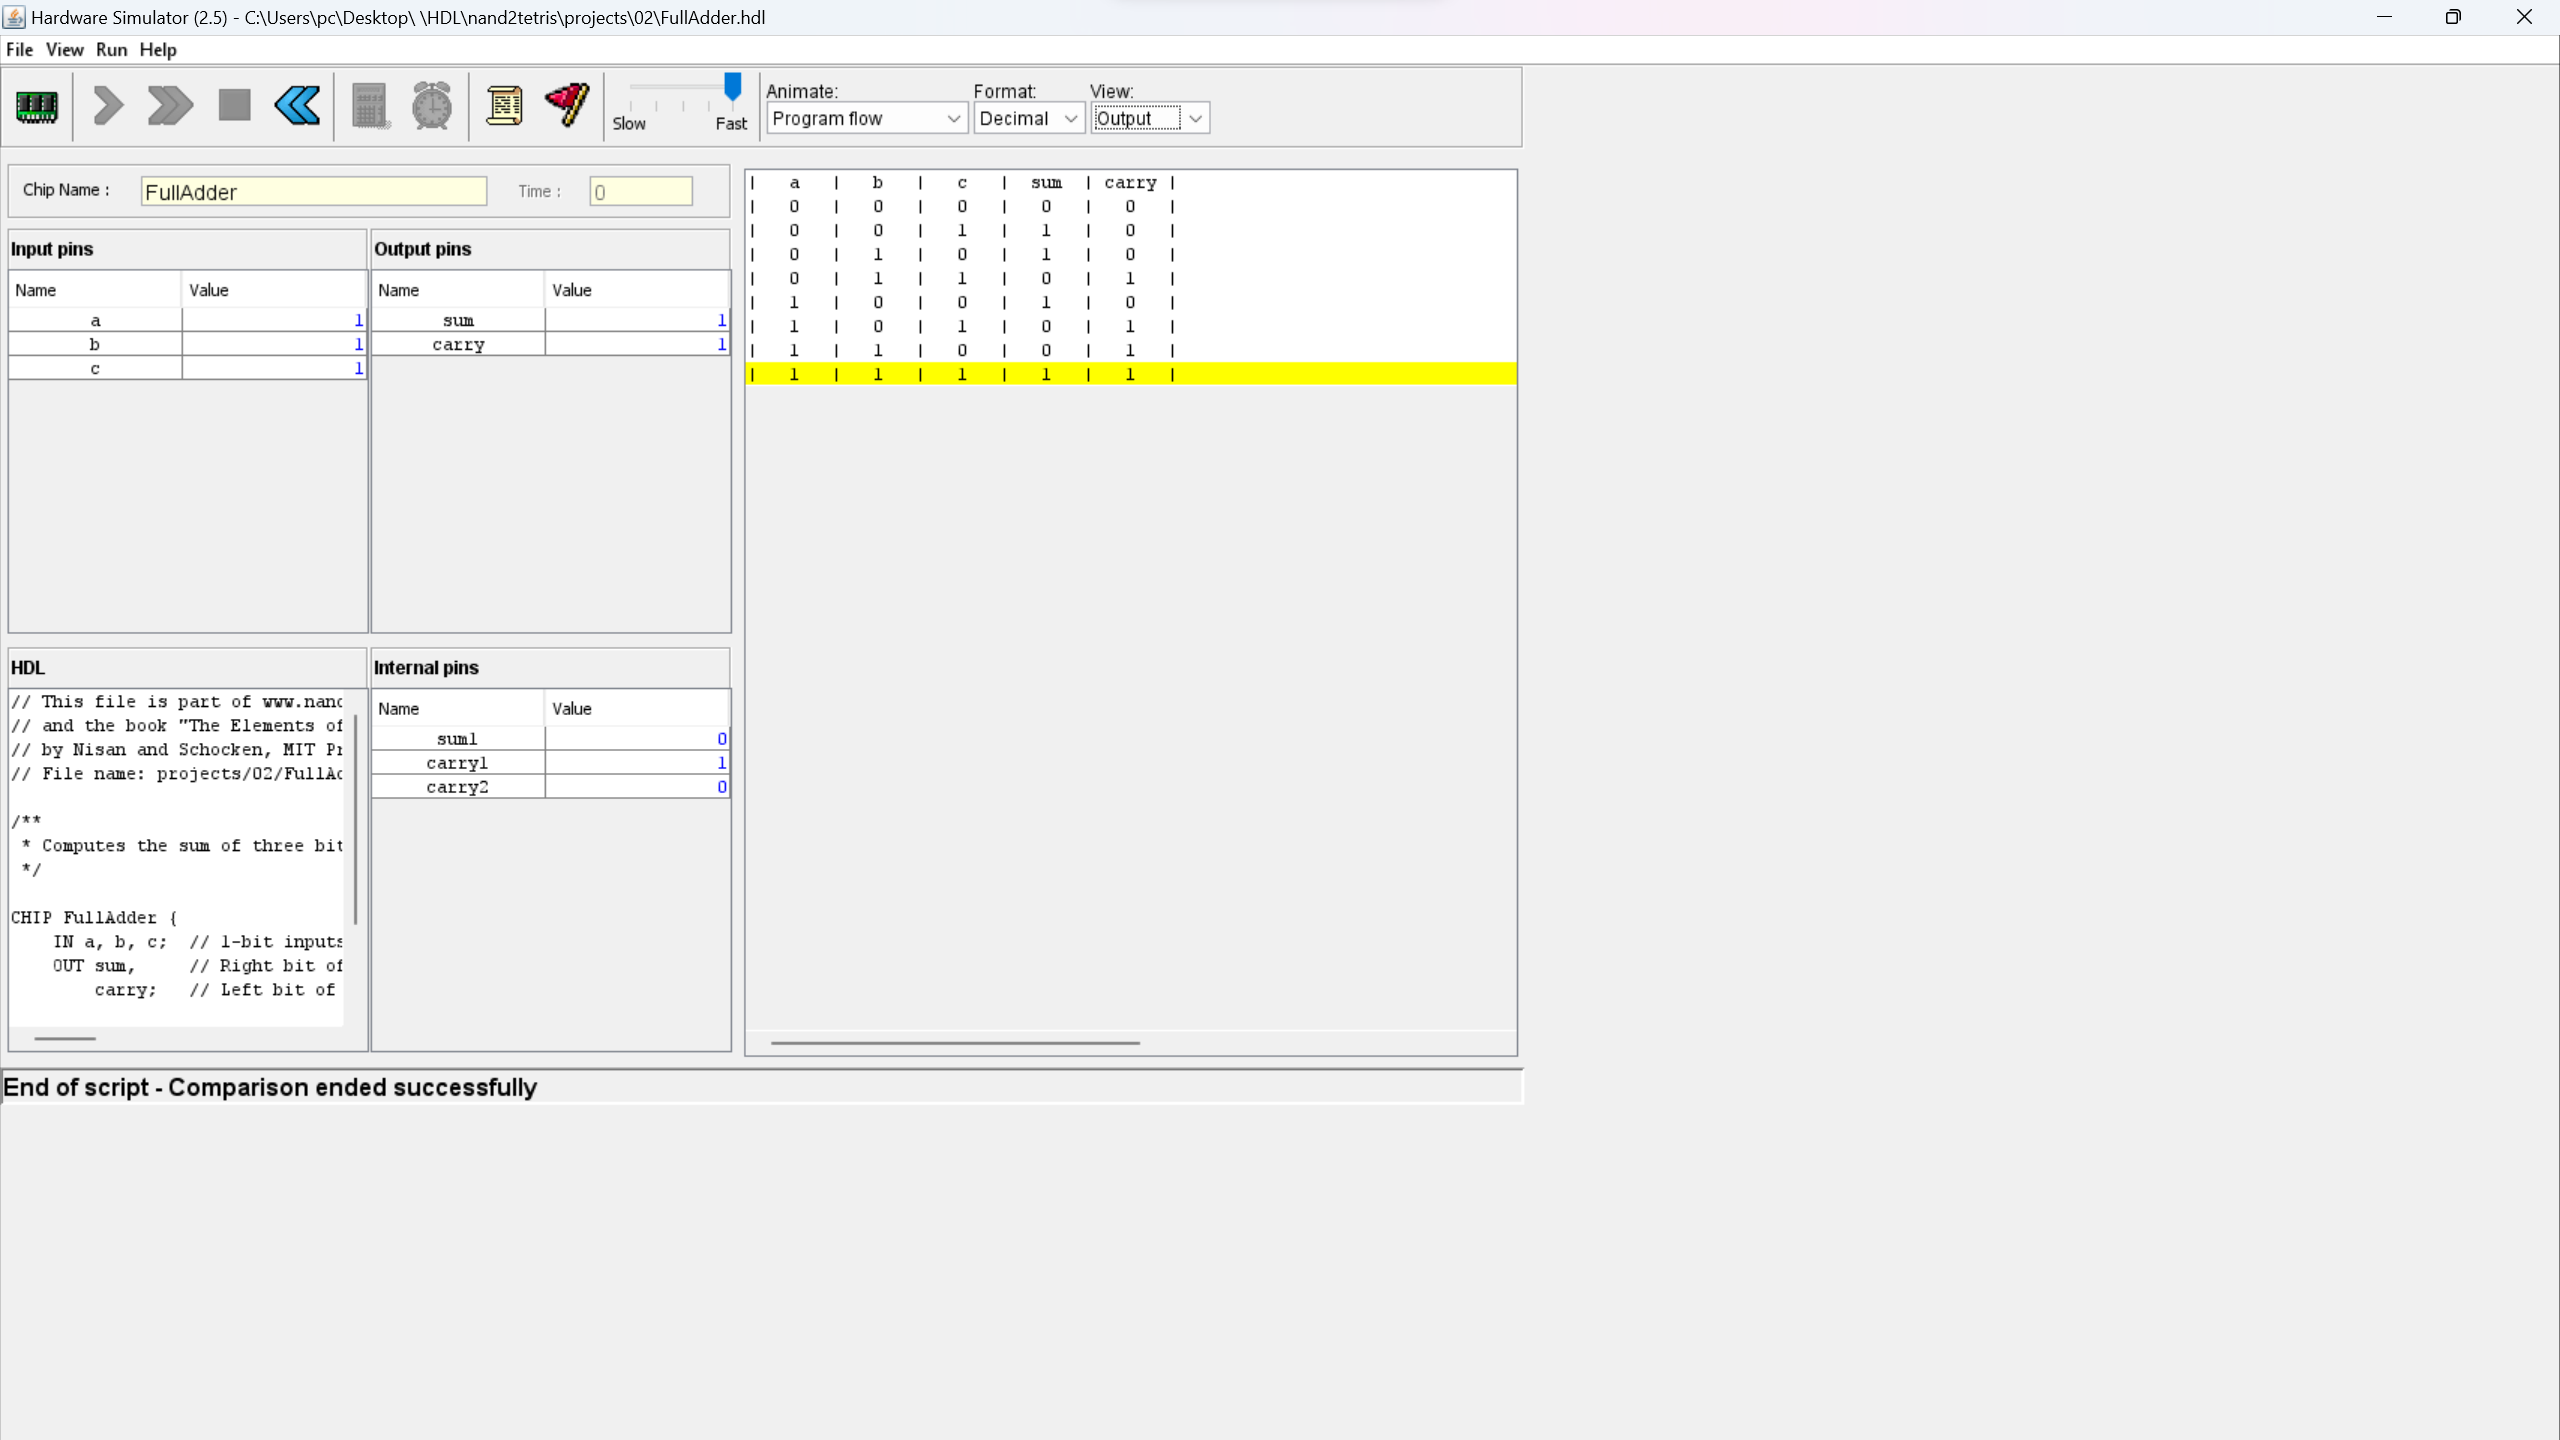 Hardware Simulator (2.5) - C:\Users\pc\Desktop\ \HDL\nand2tetris\projects\02\FullAdder.hdl
File View Run Help
Slow Fast
Animate: Format: View:
Program flow Decimal Output
Chip Name : FullAdder Time : 0
Input pins
Name Value
a 1
b 1
c 1
Output pins
Name Value
sum 1
carry 1
HDL
// This file is part of www.nand
// and the book "The Elements of
// by Nisan and Schocken, MIT Pr
// File name: projects/02/FullAd
/**
* Computes the sum of three bit
*/
CHIP FullAdder {
IN a, b, c; // 1-bit inputs
OUT sum, // Right bit of
carry; // Left bit of
Internal pins
Name Value
sum1 0
carry1 1
carry2 0
| a | b | c | sum | carry |
| 0 | 0 | 0 | 0 | 0 |
| 0 | 0 | 1 | 1 | 0 |
| 0 | 1 | 0 | 1 | 0 |
| 0 | 1 | 1 | 0 | 1 |
| 1 | 0 | 0 | 1 | 0 |
| 1 | 0 | 1 | 0 | 1 |
| 1 | 1 | 0 | 0 | 1 |
| 1 | 1 | 1 | 1 | 1 |
End of script - Comparison ended successfully